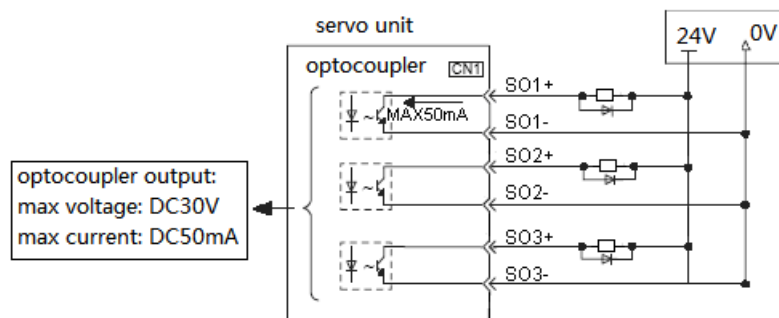 servo unit
24V
0V
optocoupler
CN1
SO1+
MAX50mA
SO1-
SO2+
optocoupler output:
max voltage: DC30V
SO2-
max current: DC50mA
SO3+
SO3-